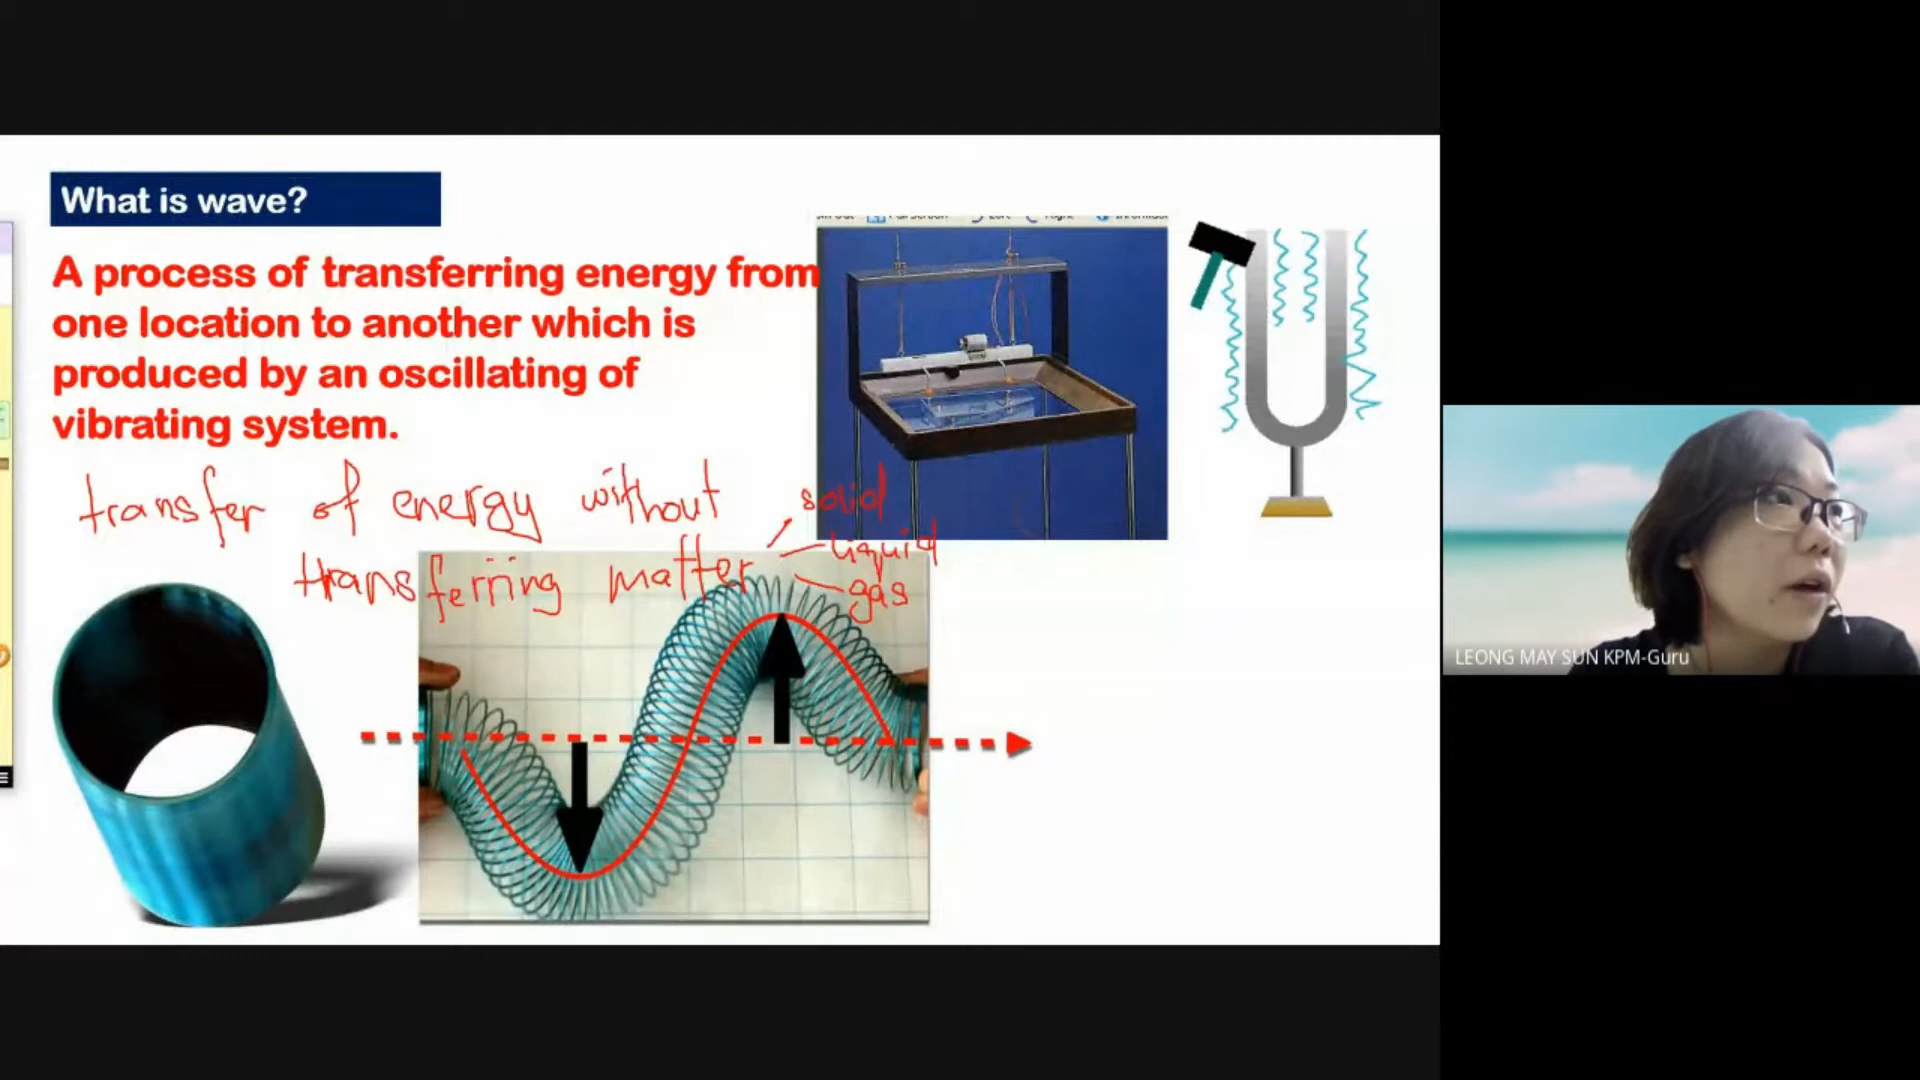 What is wave?
A process of transferring energy from
one location to another which is
produced by an oscillating of
vibrating system.
transfer of energy without
transferring matter
solid
liquid
gas
LEONG MAY SUN KPM-Guru